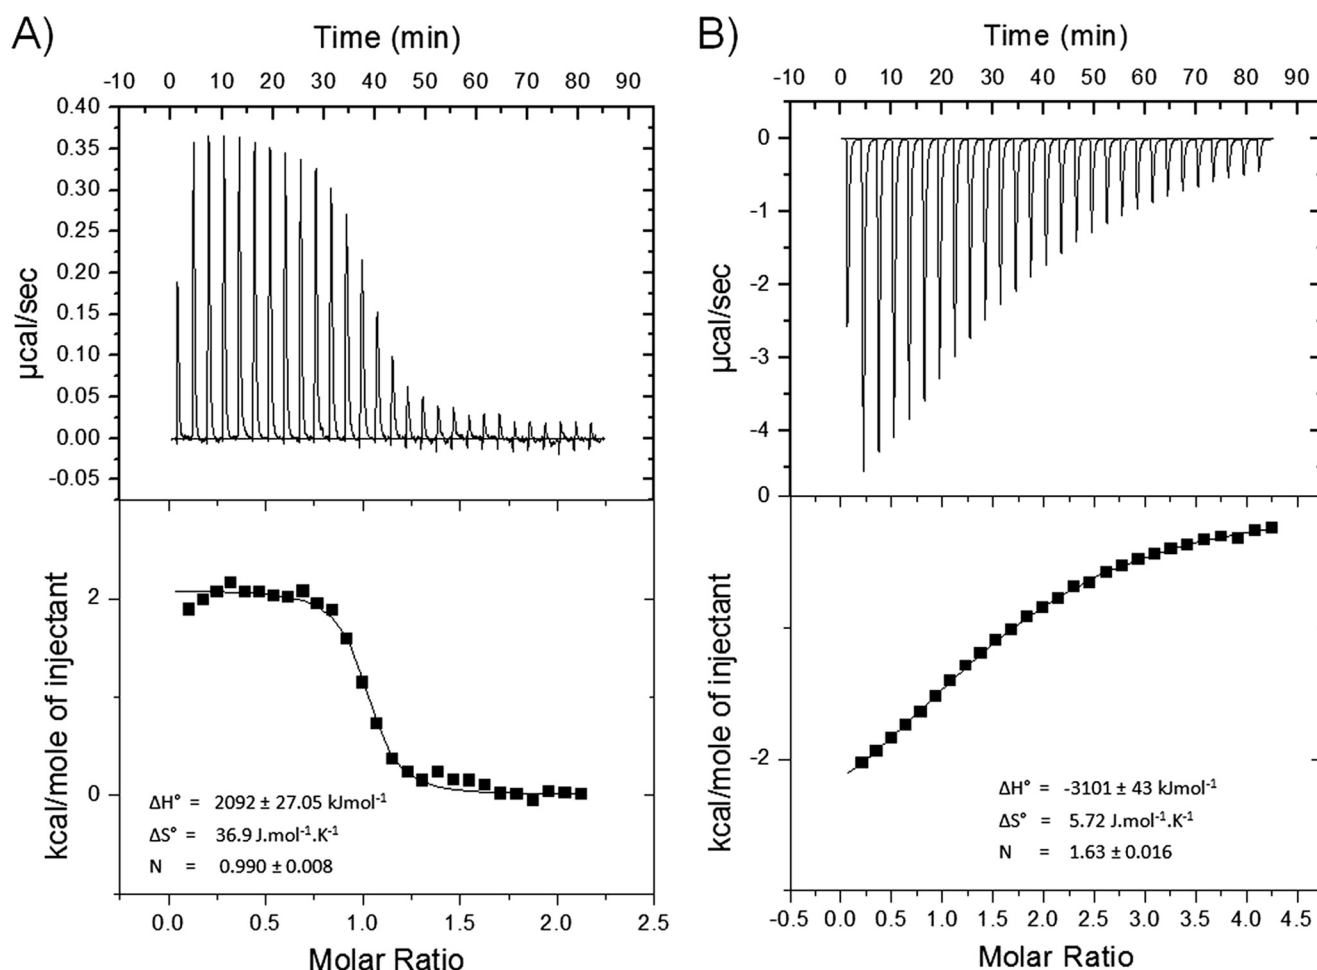 A)
Time (min)
-10 0 10 20 30 40 50 60 70 80 90
0.40
0.35
0.30
0.25
0.20
0.15
0.10
0.05
0.00
-0.05
µcal/sec
2
0
kcal/mole of injectant
ΔH° = 2092 ± 27.05 kJmol⁻¹
ΔS° = 36.9 J.mol⁻¹.K⁻¹
N = 0.990 ± 0.008
0.0 0.5 1.0 1.5 2.0 2.5
Molar Ratio
B)
Time (min)
-10 0 10 20 30 40 50 60 70 80 90
0
-1
-2
-3
-4
µcal/sec
0
-2
kcal/mole of injectant
ΔH° = -3101 ± 43 kJmol⁻¹
ΔS° = 5.72 J.mol⁻¹.K⁻¹
N = 1.63 ± 0.016
-0.5 0.0 0.5 1.0 1.5 2.0 2.5 3.0 3.5 4.0 4.5
Molar Ratio